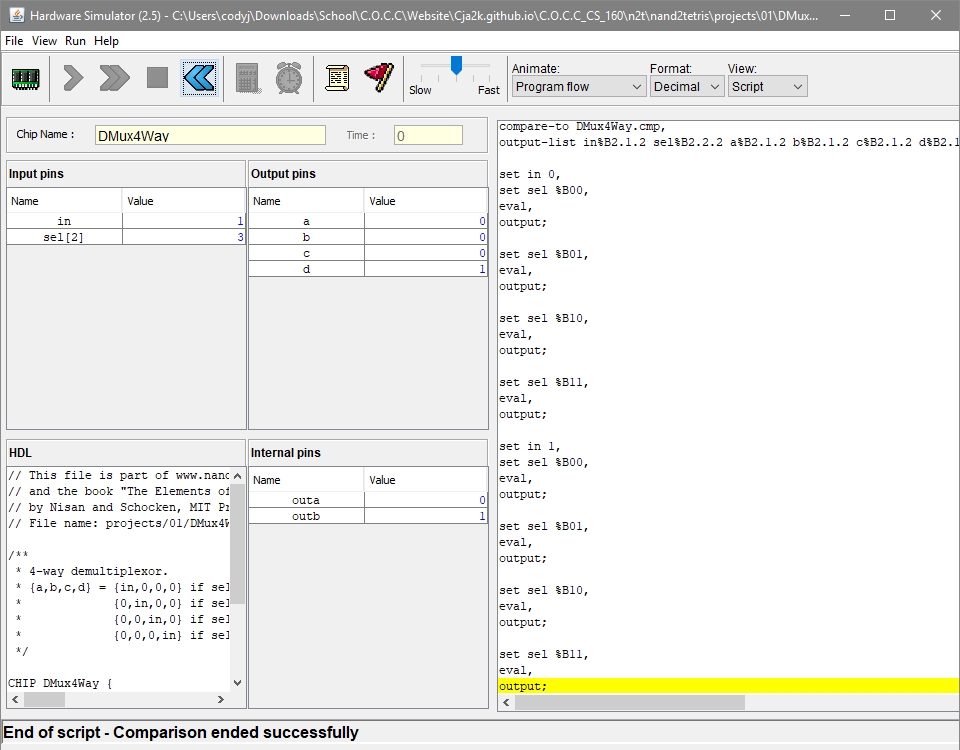 Hardware Simulator (2.5) - C:\Users\codyj\Downloads\School\C.O.C.C\Website\Cja2k.github.io\C.O.C.C_CS_160\n2t\nand2tetris\projects\01\DMux...
File View Run Help
Slow Fast
Animate: Format: View:
Program flow Decimal Script
Chip Name : DMux4Way Time : 0
Input pins
Name Value
in 1
sel[2] 3
Output pins
Name Value
a 0
b 0
c 0
d 1
HDL
// This file is part of www.nand
// and the book "The Elements of
// by Nisan and Schocken, MIT Pr
// File name: projects/01/DMux4W
/**
* 4-way demultiplexor.
* {a,b,c,d} = {in,0,0,0} if sel
* {0,in,0,0} if sel
* {0,0,in,0} if sel
* {0,0,0,in} if sel
*/
CHIP DMux4Way {
Internal pins
Name Value
outa 0
outb 1
compare-to DMux4Way.cmp,
output-list in%B2.1.2 sel%B2.2.2 a%B2.1.2 b%B2.1.2 c%B2.1.2 d%B2.1
set in 0,
set sel %B00,
eval,
output;
set sel %B01,
eval,
output;
set sel %B10,
eval,
output;
set sel %B11,
eval,
output;
set in 1,
set sel %B00,
eval,
output;
set sel %B01,
eval,
output;
set sel %B10,
eval,
output;
set sel %B11,
eval,
output;
End of script - Comparison ended successfully